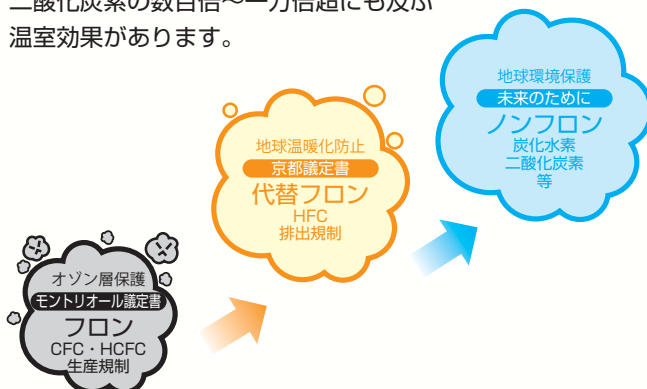 二酸化炭素の数百倍～一万倍超にも及ぶ
温室効果があります。
地球環境保護
未来のために
ノンフロン
炭化水素
二酸化炭素
等
地球温暖化防止
京都議定書
代替フロン
HFC
排出規制
オゾン層保護
モントリオール議定書
フロン
CFC・HCFC
生産規制